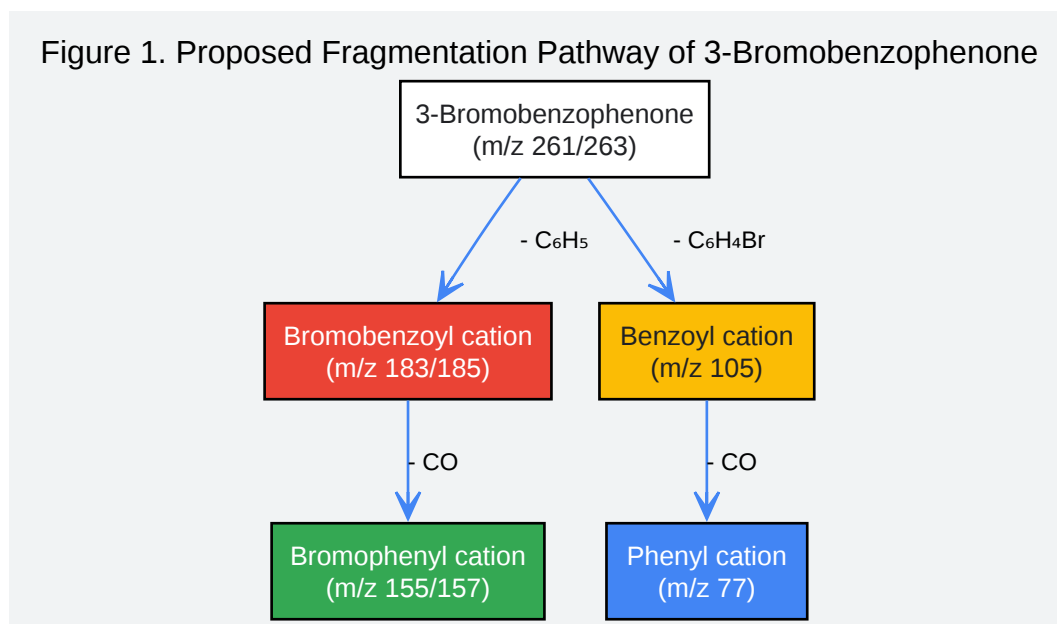 Figure 1. Proposed Fragmentation Pathway of 3-Bromobenzophenone
3-Bromobenzophenone
(m/z 261/263)
- C₆H₅
- C₆H₄Br
Bromobenzoyl cation
(m/z 183/185)
Benzoyl cation
(m/z 105)
- CO
- CO
Bromophenyl cation
(m/z 155/157)
Phenyl cation
(m/z 77)